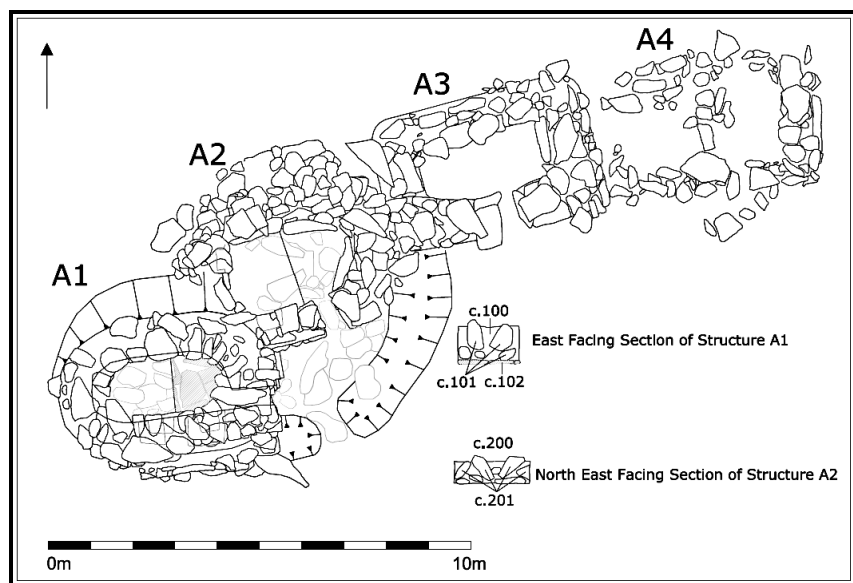 A4
A3
A2
A1
c.100
East Facing Section of Structure A1
c.101 c.102
c.200
North East Facing Section of Structure A2
c.201
0m 10m